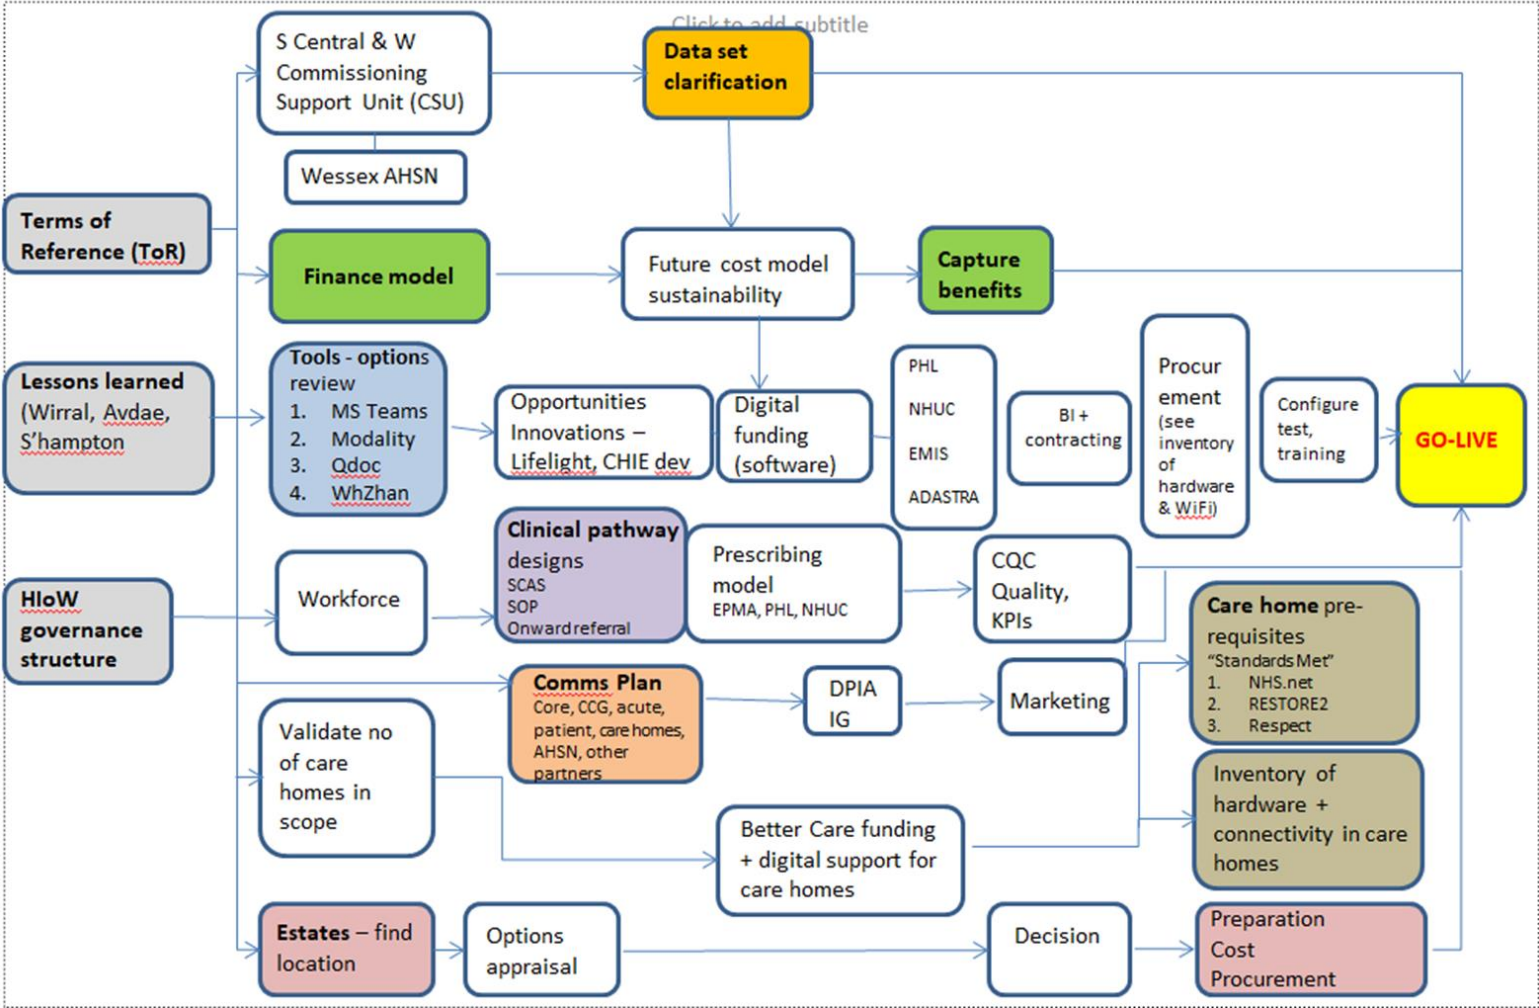 Click to add subtitle
S Central & W
Commissioning
Support Unit (CSU)
Data set
clarification
Wessex AHSN
Terms of
Reference (ToR)
Finance model
Future cost model
sustainability
Capture
benefits
Lessons learned
(Wirral, Avdae,
S'hampton
Tools - options
review
1. MS Teams
2. Modality
3. Qdoc
4. WhZhan
Opportunities
Innovations –
Lifelight, CHIE dev
Digital
funding
(software)
PHL
NHUC
EMIS
ADASTRA
BI +
contracting
Procur
ement
(see
inventory
of
hardware
& WiFi)
Configure
test,
training
GO-LIVE
HIoW
governance
structure
Workforce
Clinical pathway
designs
SCAS
SOP
Onward referral
Prescribing
model
EPMA, PHL, NHUC
CQC
Quality,
KPIs
Care home pre-
requisites
“Standards Met”
1. NHS.net
2. RESTORE2
3. Respect
Comms Plan
Core, CCG, acute,
patient, care homes,
AHSN, other
partners
DPIA
IG
Marketing
Validate no
of care
homes in
scope
Better Care funding
+ digital support for
care homes
Inventory of
hardware +
connectivity in care
homes
Estates – find
location
Options
appraisal
Decision
Preparation
Cost
Procurement